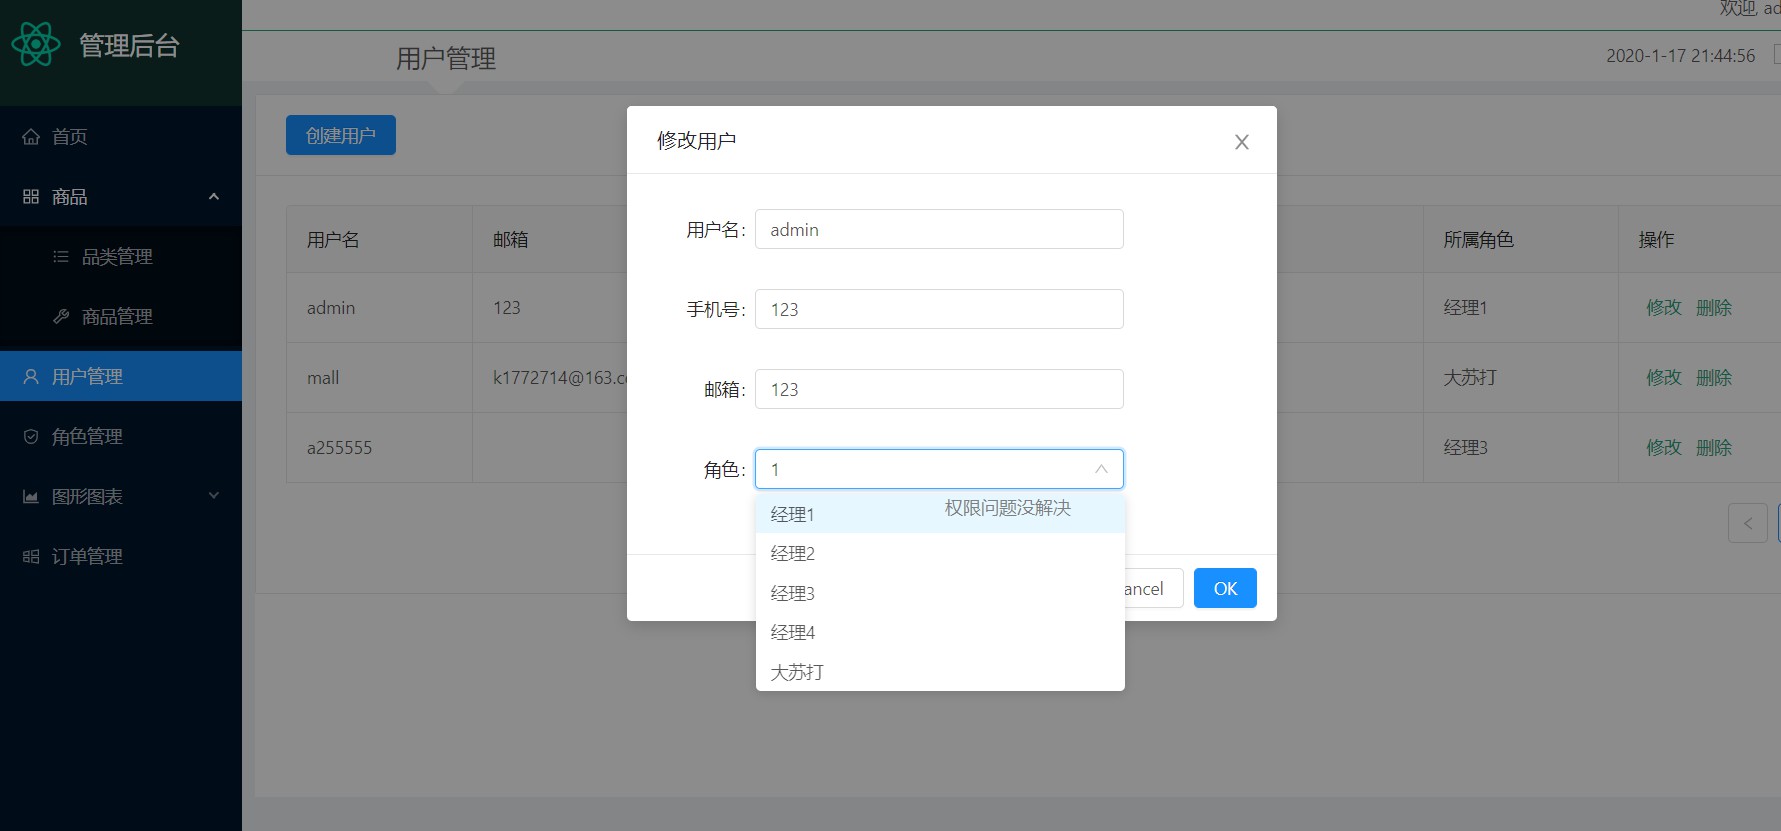 欢迎, ad
管理后台
用户管理
2020-1-17 21:44:56
首页
商品
品类管理
商品管理
用户管理
角色管理
图形图表
订单管理
创建用户
用户名 邮箱 所属角色 操作
admin 123 经理1 修改 删除
mall k1772714@163.c 大苏打 修改 删除
a255555 经理3 修改 删除
修改用户
用户名: admin
手机号: 123
邮箱: 123
角色: 1
经理1
权限问题没解决
经理2
经理3
经理4
大苏打
ancel OK